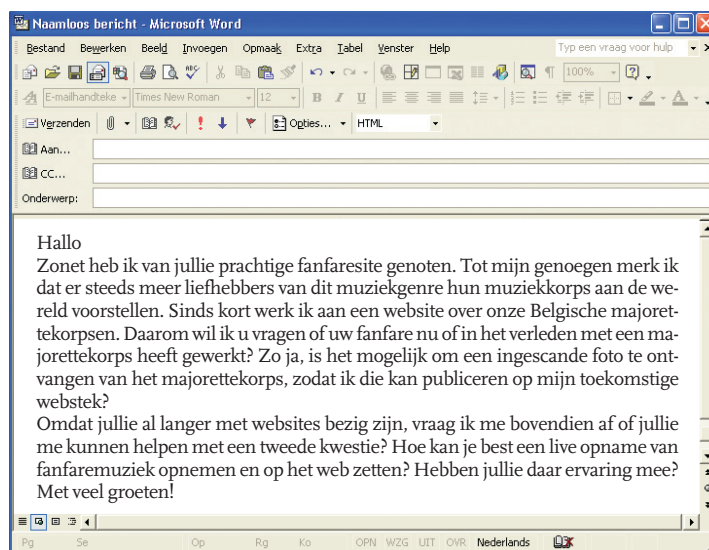 Naamloos bericht - Microsoft Word
Bestand Bewerken Beeld Invoegen Opmaak Extra Tabel Venster Help Typ een vraag voor hulp
100%
E-mailhandteke Times New Roman 12 B I U
Verzenden Opties... HTML
Aan...
CC...
Onderwerp:
Hallo
Zonet heb ik van jullie prachtige fanfaresite genoten. Tot mijn genoegen merk ik
dat er steeds meer liefhebbers van dit muziekgenre hun muziekkorps aan de we-
reld voorstellen. Sinds kort werk ik aan een website over onze Belgische majoret-
tekorpsen. Daarom wil ik u vragen of uw fanfare nu of in het verleden met een ma-
jorettekorps heeft gewerkt? Zo ja, is het mogelijk om een ingescande foto te ont-
vangen van het majorettekorps, zodat ik die kan publiceren op mijn toekomstige
webstek?
Omdat jullie al langer met websites bezig zijn, vraag ik me bovendien af of jullie
me kunnen helpen met een tweede kwestie? Hoe kan je best een live opname van
fanfaremuziek opnemen en op het web zetten? Hebben jullie daar ervaring mee?
Met veel groeten!
Pg Se Op Rg Ko OPN WZG UIT OVR Nederlands